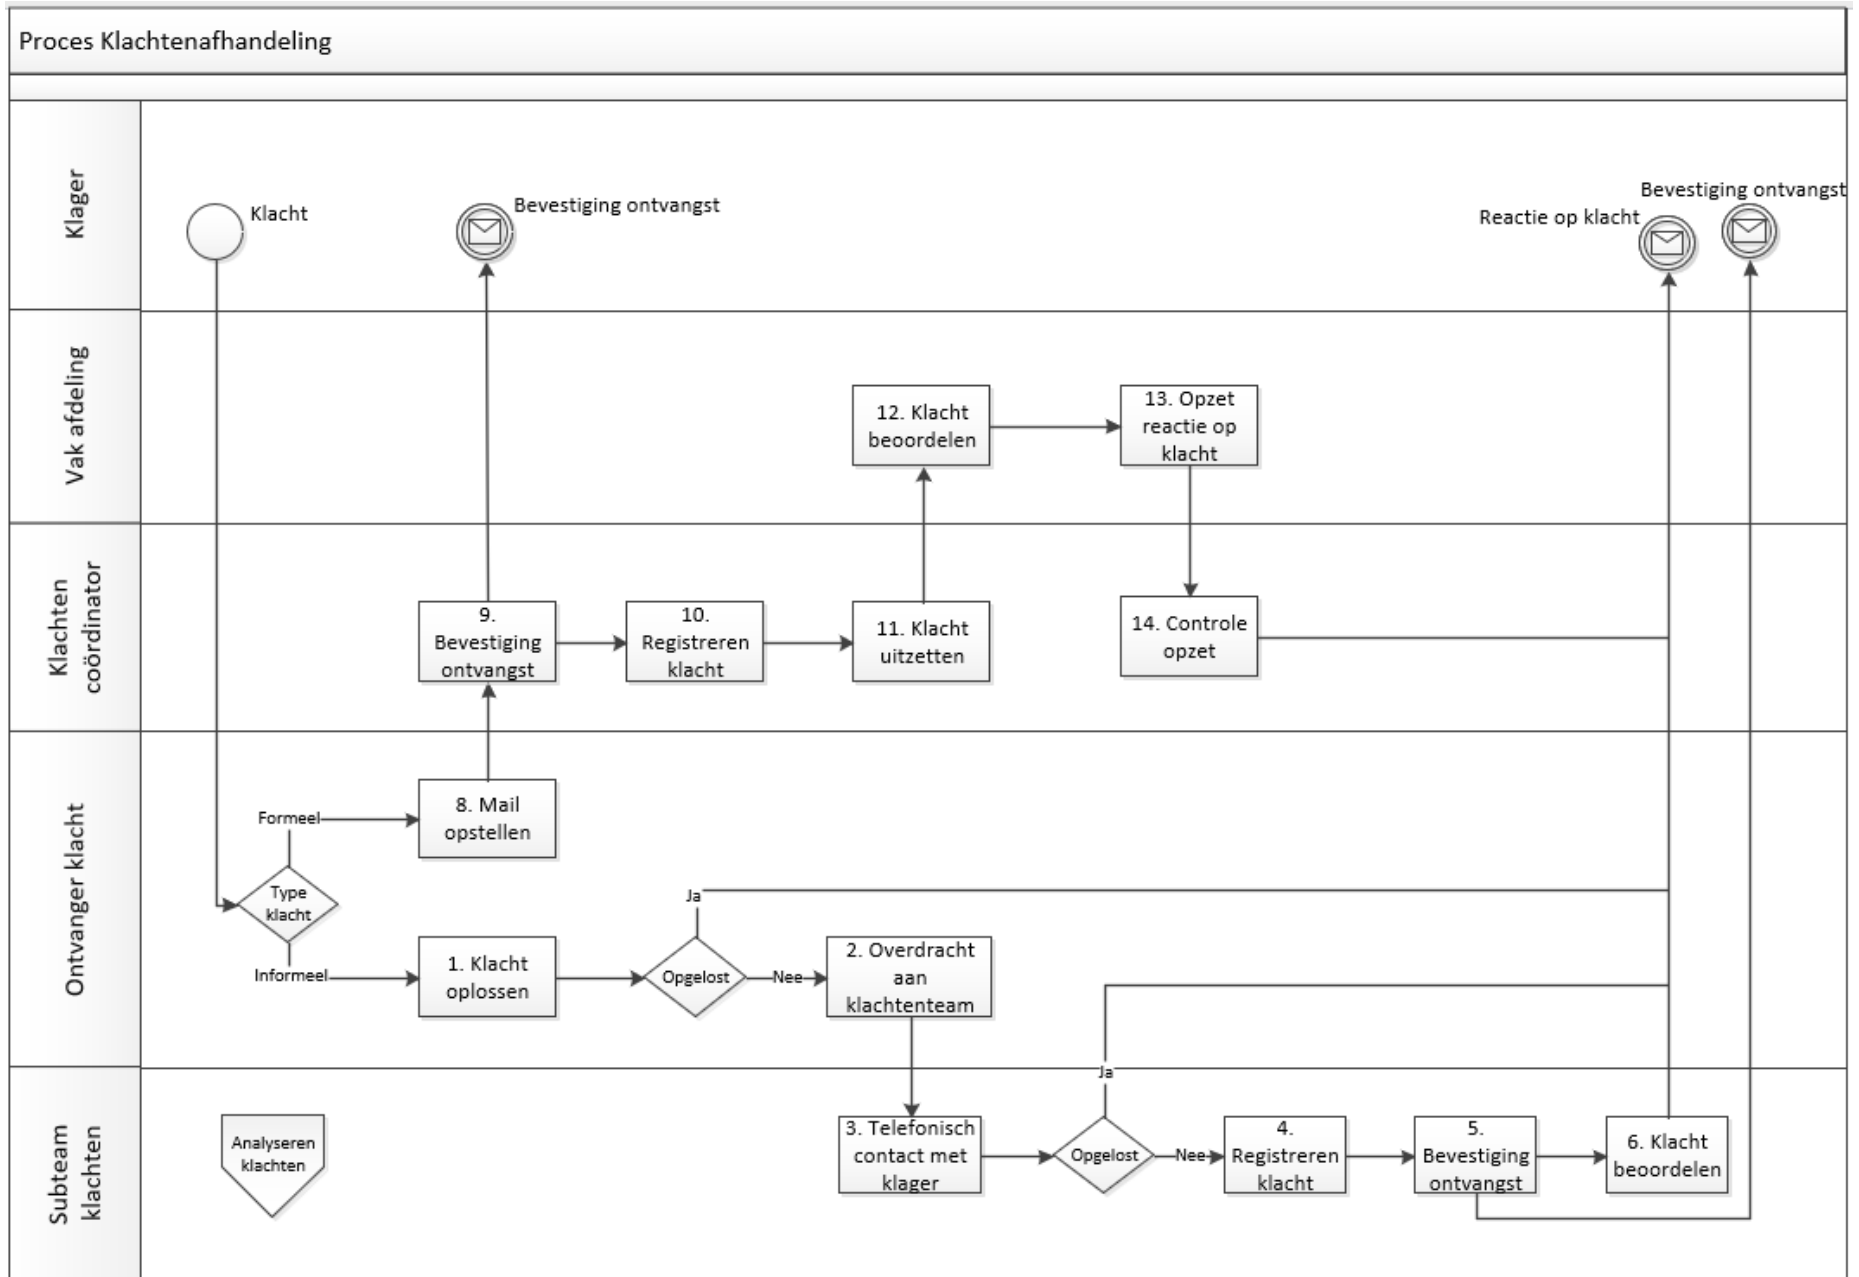 Proces Klachtenafhandeling
Klager
Klacht
Bevestiging ontvangst
Reactie op klacht
Bevestiging ontvangst
Vak afdeling
12. Klacht
beoordelen
13. Opzet
reactie op
klacht
Klachten
coördinator
9.
Bevestiging
ontvangst
10.
Registreren
klacht
11. Klacht
uitzetten
14. Controle
opzet
Ontvanger klacht
Formeel
8. Mail
opstellen
Type
klacht
Informeel
1. Klacht
oplossen
Ja
Opgelost
Nee
2. Overdracht
aan
klachtenteam
Subteam
klachten
Analyseren
klachten
3. Telefonisch
contact met
klager
Ja
Opgelost
Nee
4.
Registreren
klacht
5.
Bevestiging
ontvangst
6. Klacht
beoordelen